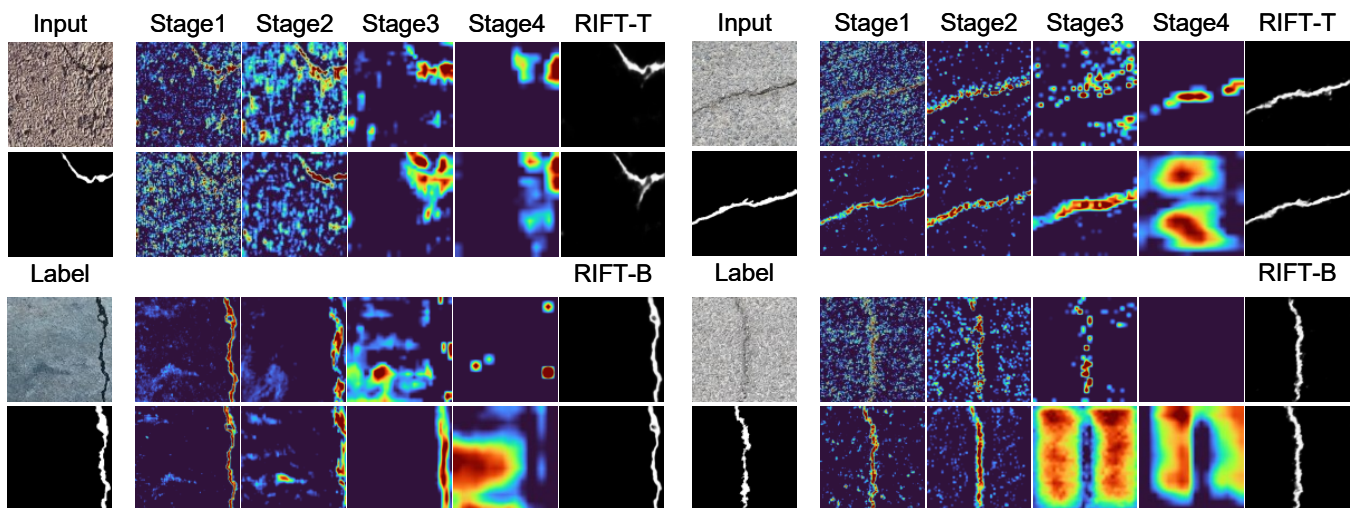 Input Stage1 Stage2 Stage3 Stage4 RIFT-T Input Stage1 Stage2 Stage3 Stage4 RIFT-T
Label RIFT-B Label RIFT-B